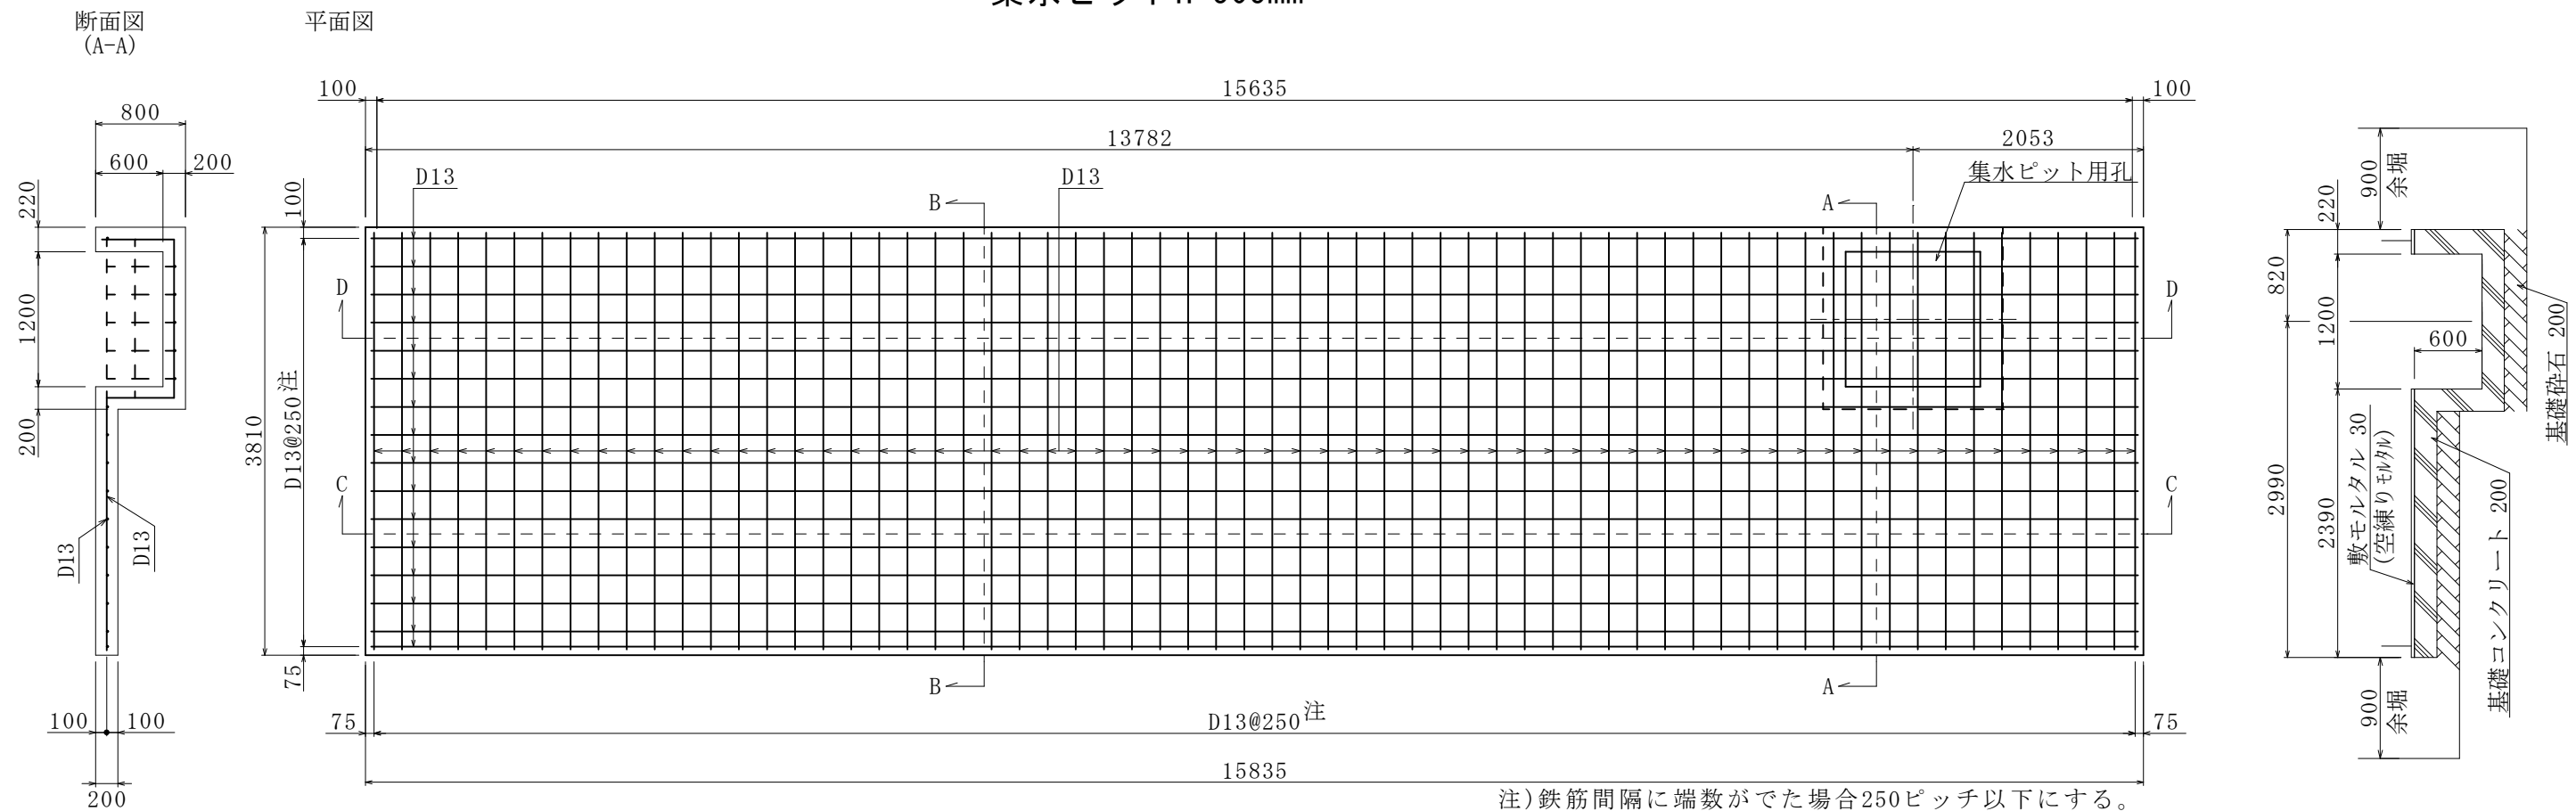 断面図
(A-A)
平面図
100
15635
100
800
13782
2053
600
200
D13
D13
集水ピット用孔
900
余堀
220
100
B
A
220
1200
D
D
820
1200
600
基礎砕石 200
200
D13@250注
3810
C
C
2990
2390
敷モルタル 30
(空練りモルタル)
基礎コンクリート 200
D13
D13
75
B
A
900
余堀
100
100
75
D13@250注
75
15835
200
注)鉄筋間隔に端数がでた場合250ピッチ以下にする。